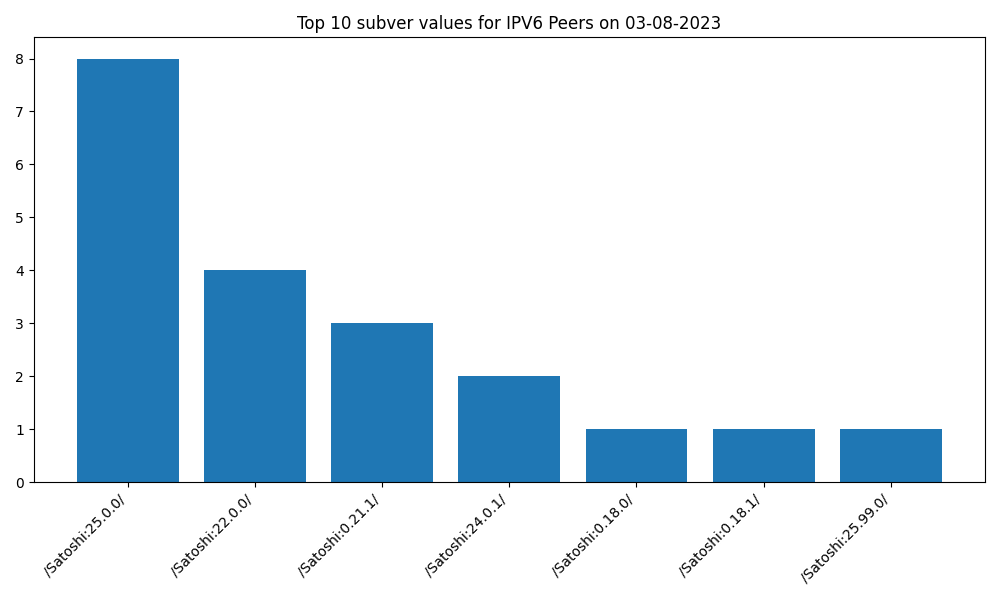 Top 10 subver values for IPV6 Peers on 03-08-2023
8
7
6
5
4
3
2
1
0
/Satoshi:25.0.0/
/Satoshi:22.0.0/
/Satoshi:0.21.1/
/Satoshi:24.0.1/
/Satoshi:0.18.0/
/Satoshi:0.18.1/
/Satoshi:25.99.0/